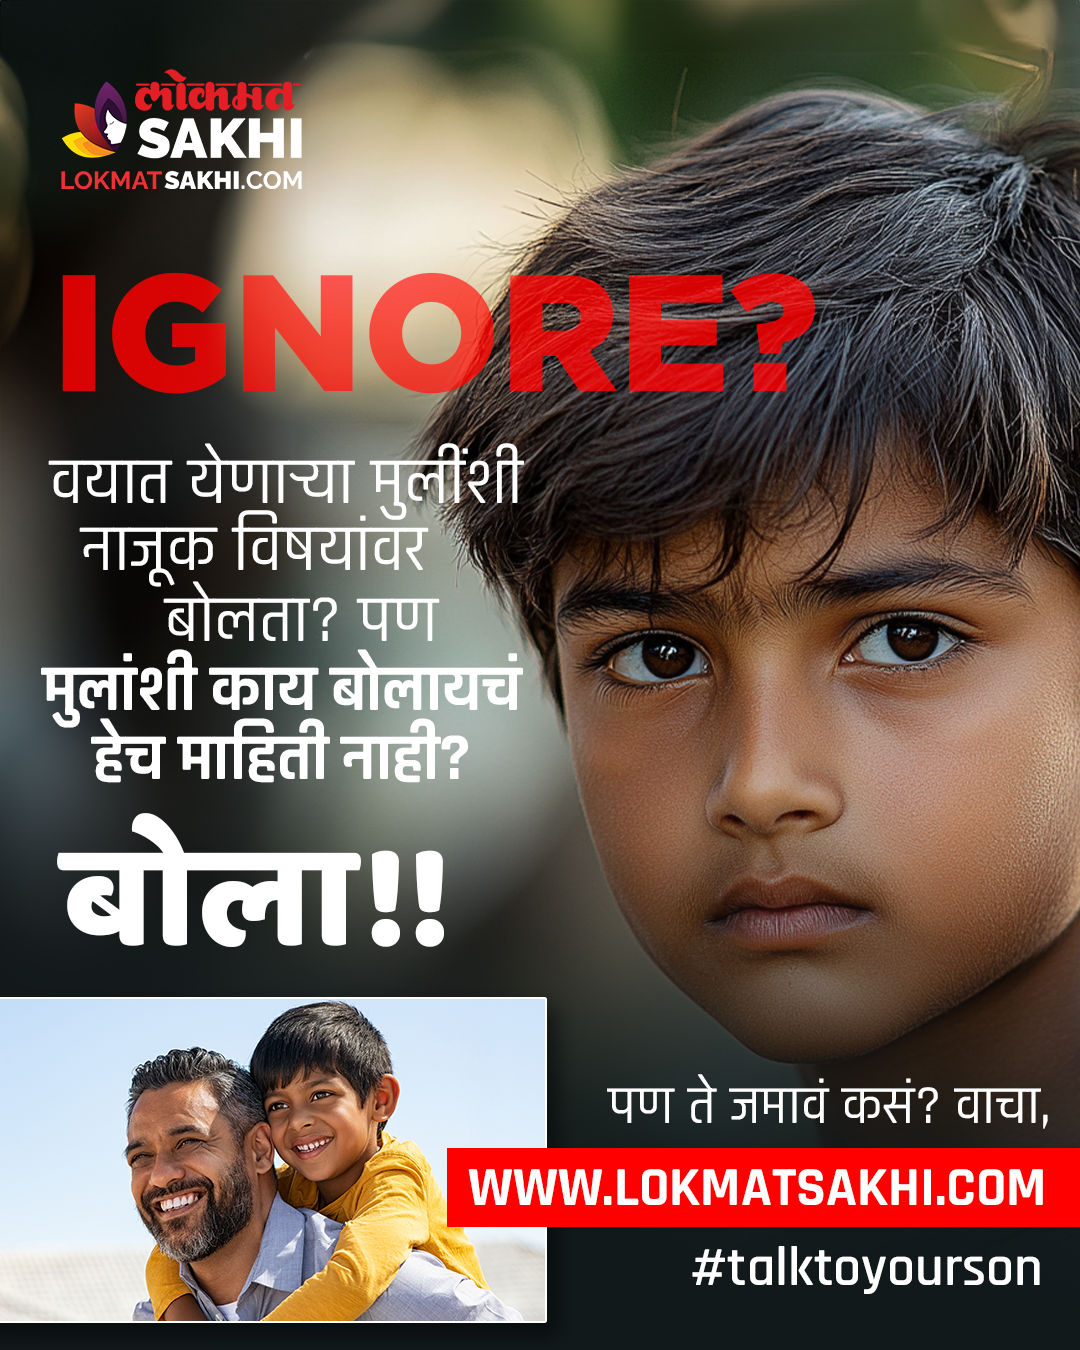 लोकमत
SAKHI
LOKMATSAKHI.COM
IGNORE?
वयात येणाऱ्या मुलींशी
नाजूक विषयांवर
बोलता? पण
मुलांशी काय बोलायचं
हेच माहिती नाही?
बोला!!
पण ते जमावं कसं? वाचा,
WWW.LOKMATSAKHI.COM
#talktoyourson